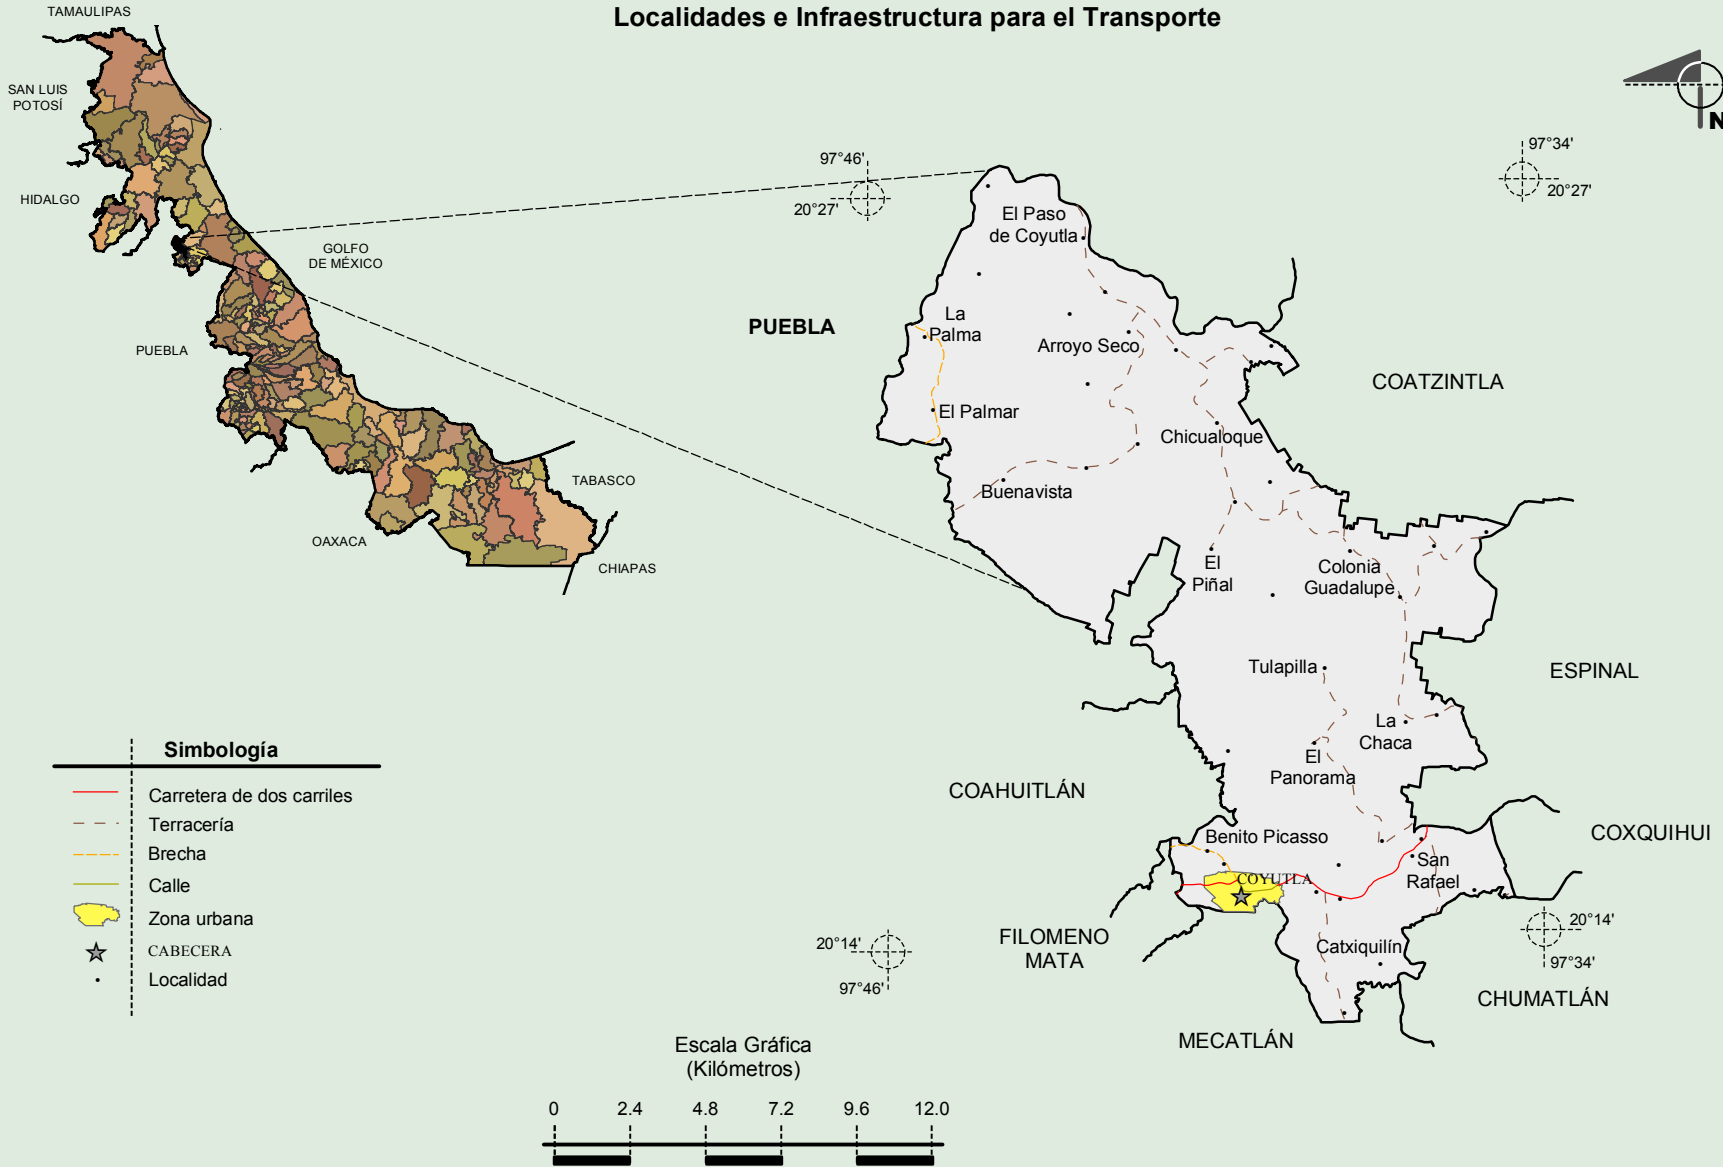 Localidades e Infraestructura para el Transporte
TAMAULIPAS
SAN LUIS
POTOSÍ
HIDALGO
GOLFO
DE MÉXICO
PUEBLA
OAXACA
TABASCO
CHIAPAS
N
97°46'
20°27'
97°34'
20°27'
El Paso
de Coyutla
La
Palma
PUEBLA
Arroyo Seco
COATZINTLA
El Palmar
Chicualoque
Buenavista
El
Piñal
Colonia
Guadalupe
Tulapilla
ESPINAL
La
Chaca
El
Panorama
COAHUITLÁN
COXQUIHUI
Benito Picasso
San
Rafael
COYUTLA
FILOMENO
MATA
Catxiquilín
20°14'
97°46'
20°14'
97°34'
CHUMATLÁN
MECATLÁN
Simbología
Carretera de dos carriles
Terracería
Brecha
Calle
Zona urbana
CABECERA
Localidad
Escala Gráfica
(Kilómetros)
0 2.4 4.8 7.2 9.6 12.0